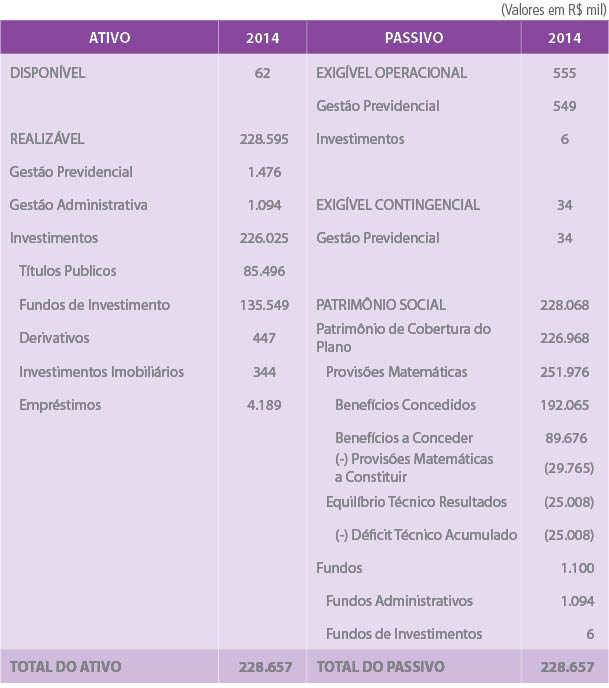 (Valores em R$ mil)
ATIVO 2014 PASSIVO 2014
DISPONÍVEL 62 EXIGÍVEL OPERACIONAL 555
Gestão Previdencial 549
REALIZÁVEL 228.595 Investimentos 6
Gestão Previdencial 1.476
Gestão Administrativa 1.094 EXIGÍVEL CONTINGENCIAL 34
Investimentos 226.025 Gestão Previdencial 34
Títulos Publicos 85.496
Fundos de Investimento 135.549 PATRIMÔNIO SOCIAL 228.068
Derivativos 447 Patrimônio de Cobertura do
Plano 226.968
Investimentos Imobiliários 344 Provisões Matemáticas 251.976
Empréstimos 4.189 Benefícios Concedidos 192.065
Benefícios a Conceder 89.676
(-) Provisões Matemáticas
a Constituir (29.765)
Equilíbrio Técnico Resultados (25.008)
(-) Déficit Técnico Acumulado (25.008)
Fundos 1.100
Fundos Administrativos 1.094
Fundos de Investimentos 6
TOTAL DO ATIVO 228.657 TOTAL DO PASSIVO 228.657